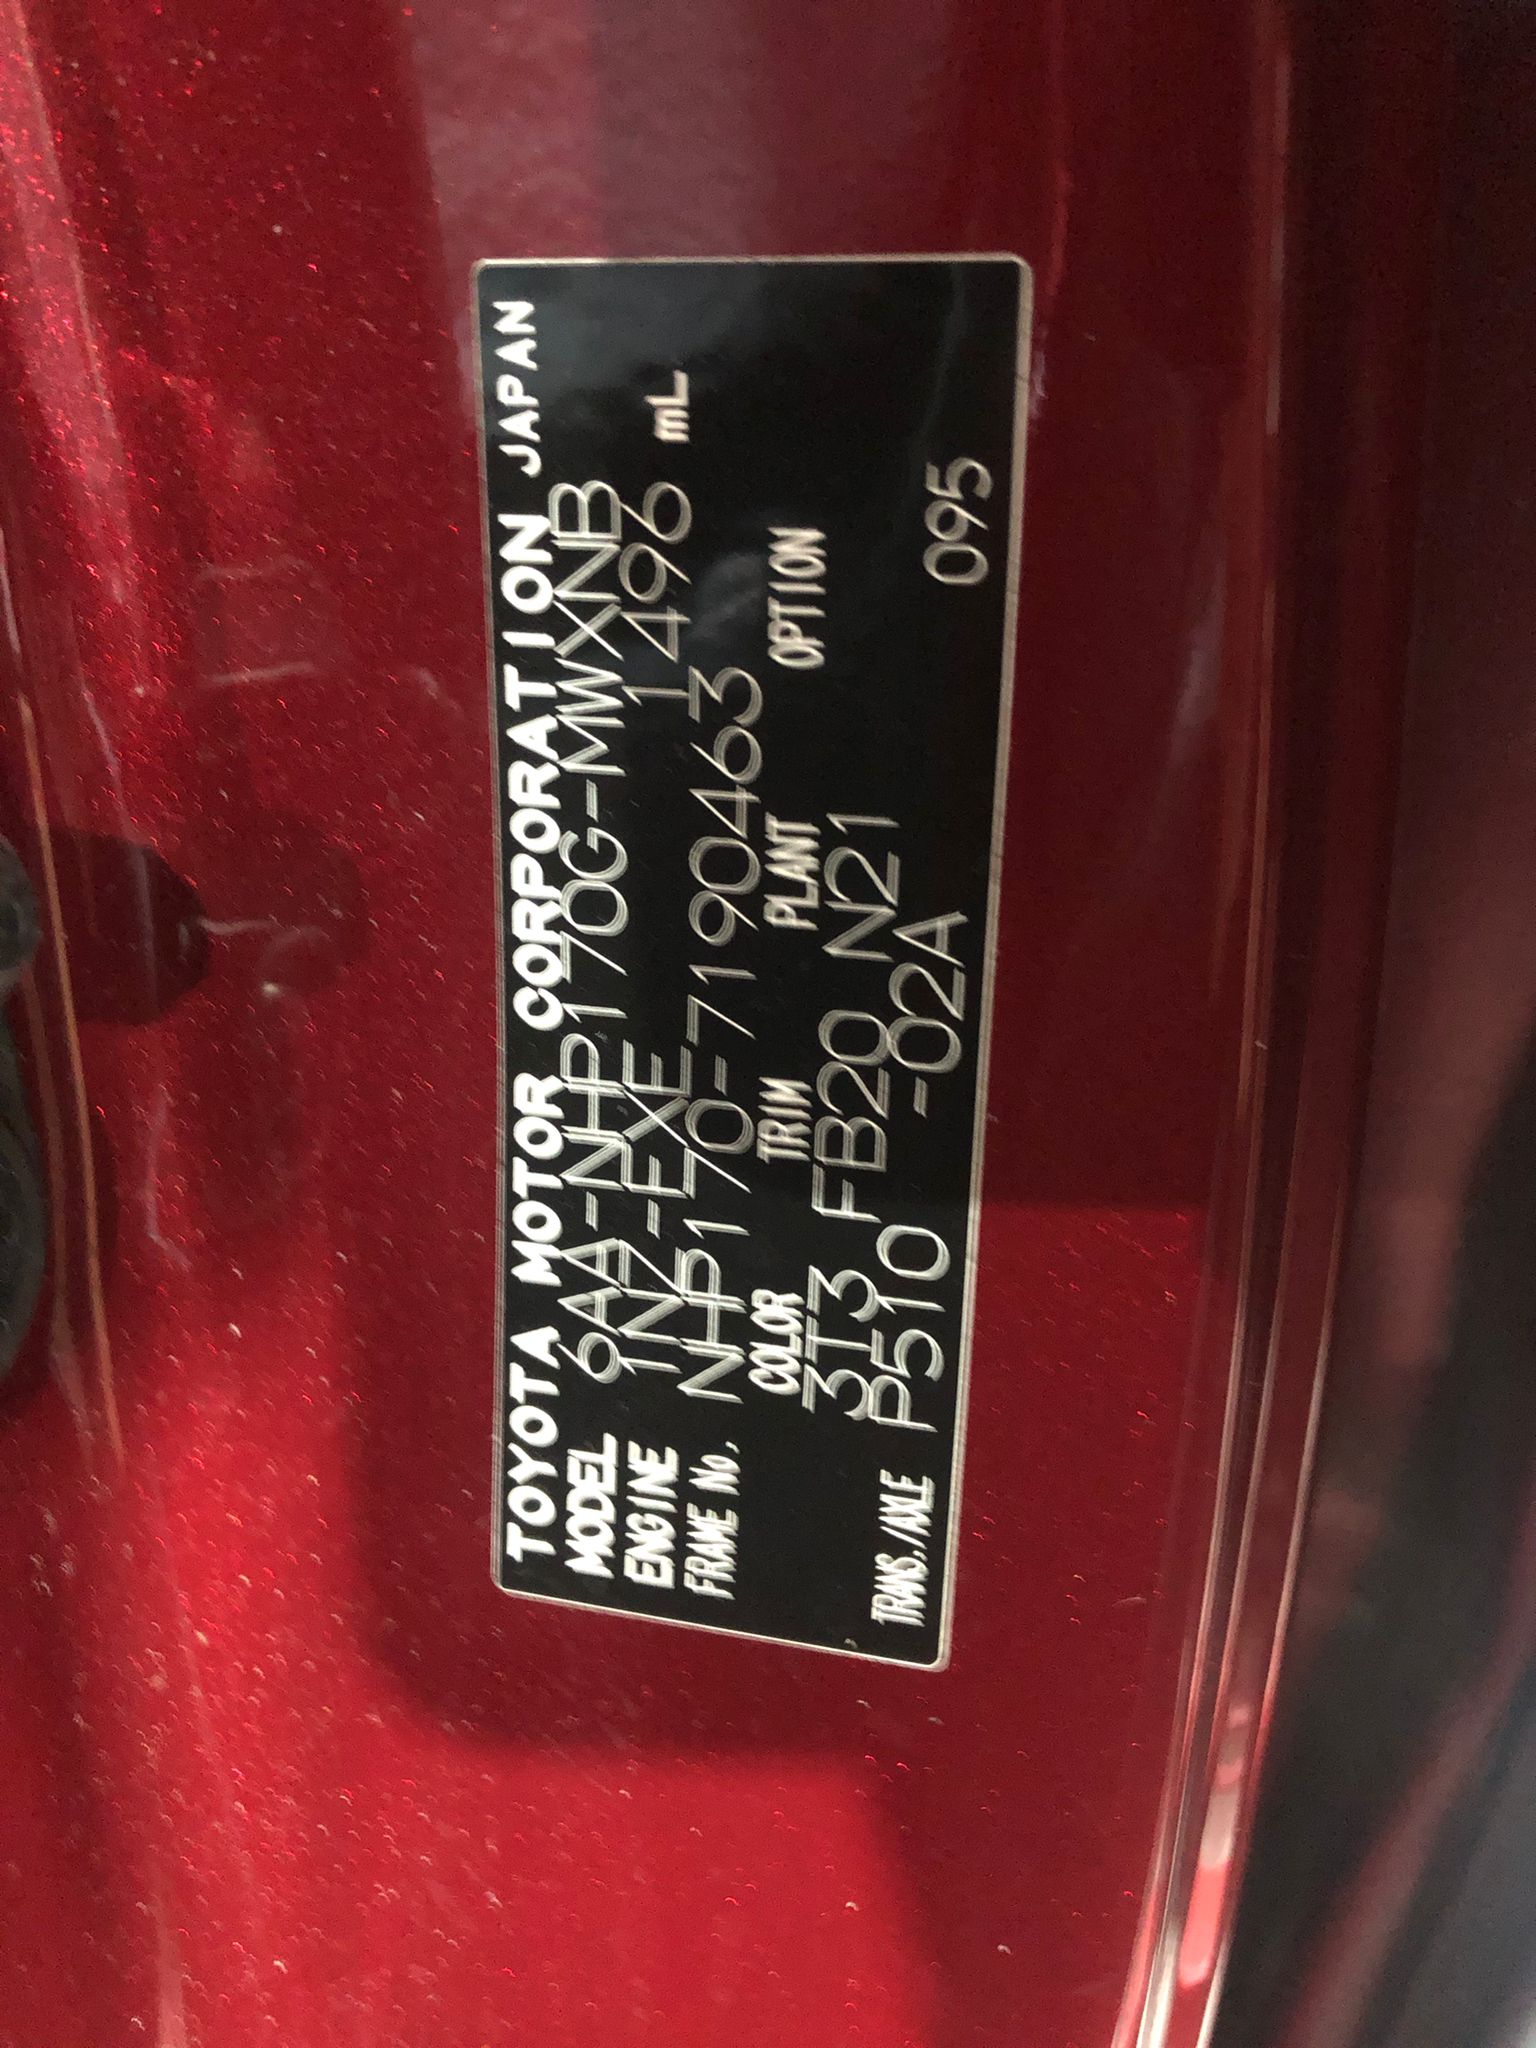 TOYOTA MOTOR CORPORATION JAPAN
MODEL 6AA-NHP170G-MWXNB
ENGINE 1NZ-EXE 1496 mL
FRAME No. NHP170-7190463
COLOR TRIM PLANT OPTION
3T3 FB20 N21
TRANS./AXLE P510 -02A 095